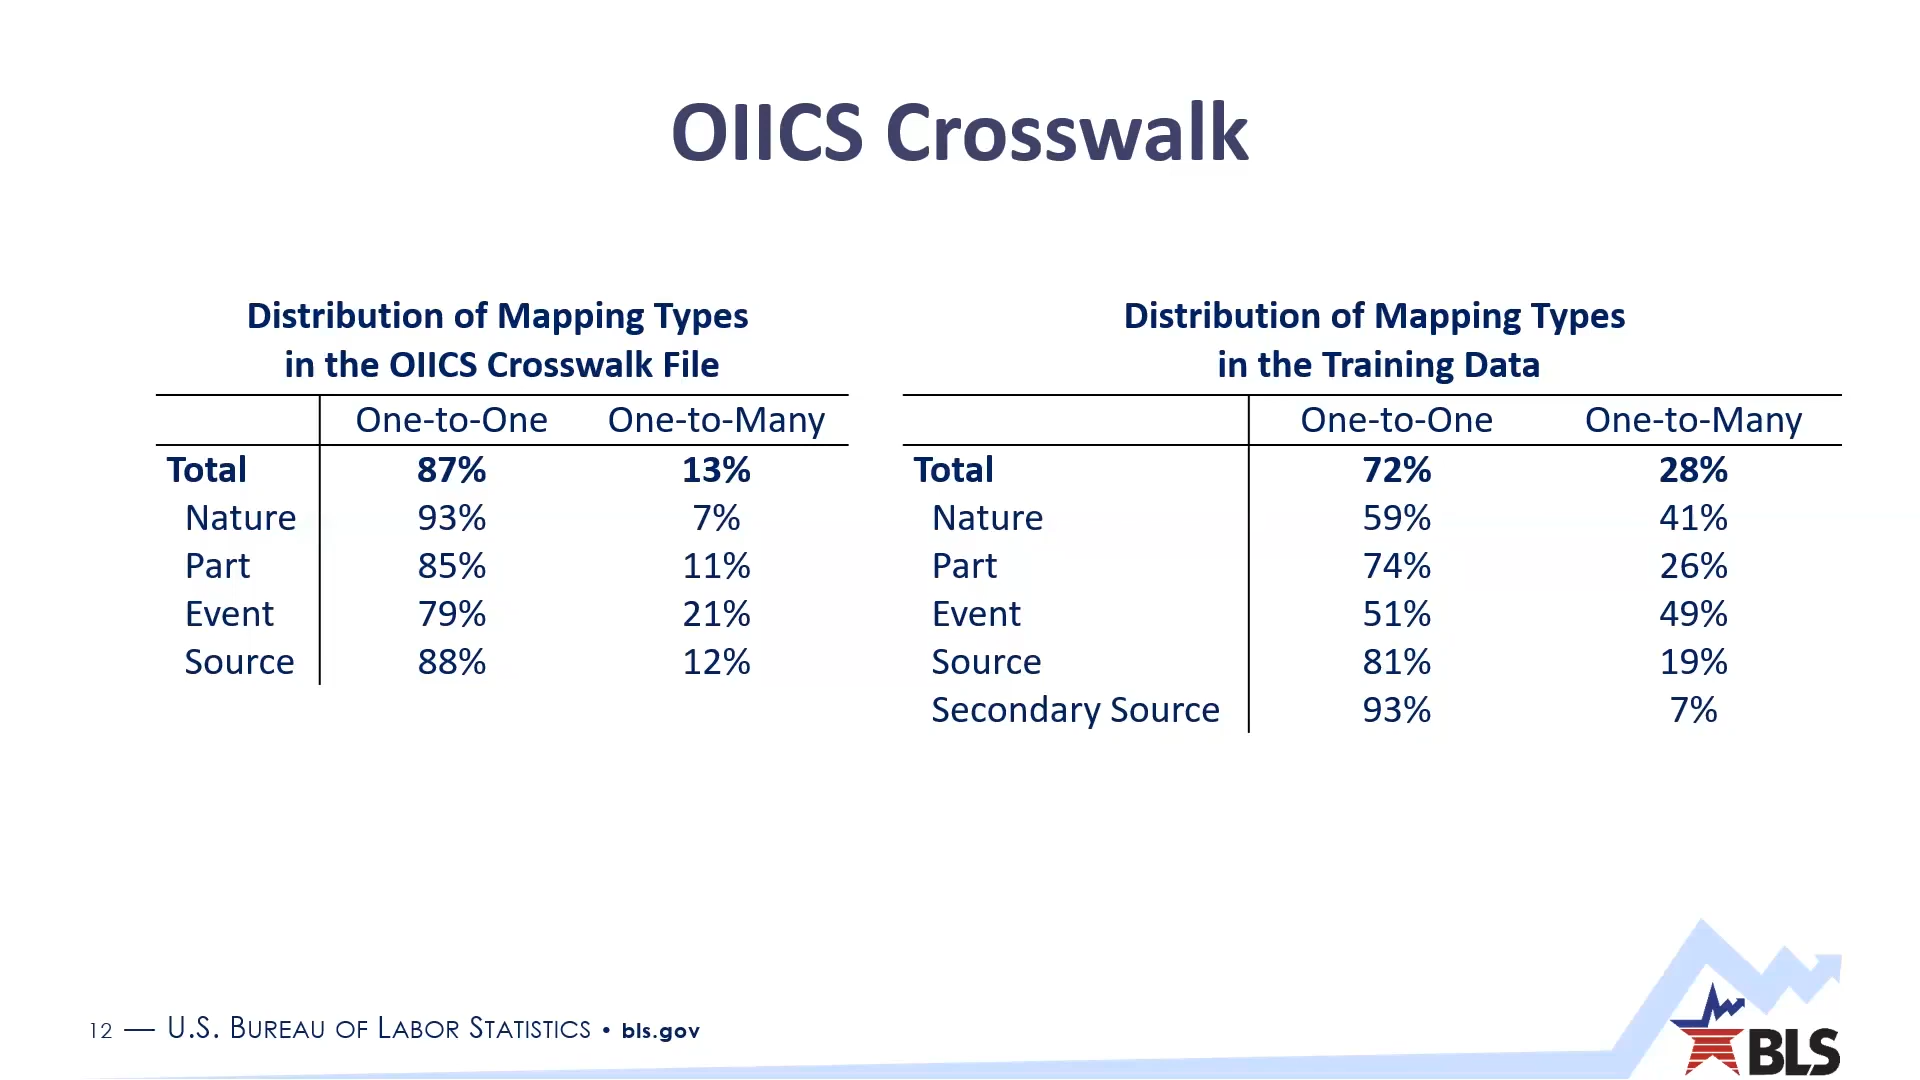 OIICS Crosswalk
Distribution of Mapping Types
in the OIICS Crosswalk File
One-to-One One-to-Many
Total 87% 13%
Nature 93% 7%
Part 85% 11%
Event 79% 21%
Source 88% 12%
Distribution of Mapping Types
in the Training Data
One-to-One One-to-Many
Total 72% 28%
Nature 59% 41%
Part 74% 26%
Event 51% 49%
Source 81% 19%
Secondary Source 93% 7%
12 — U.S. BUREAU OF LABOR STATISTICS • bls.gov
BLS